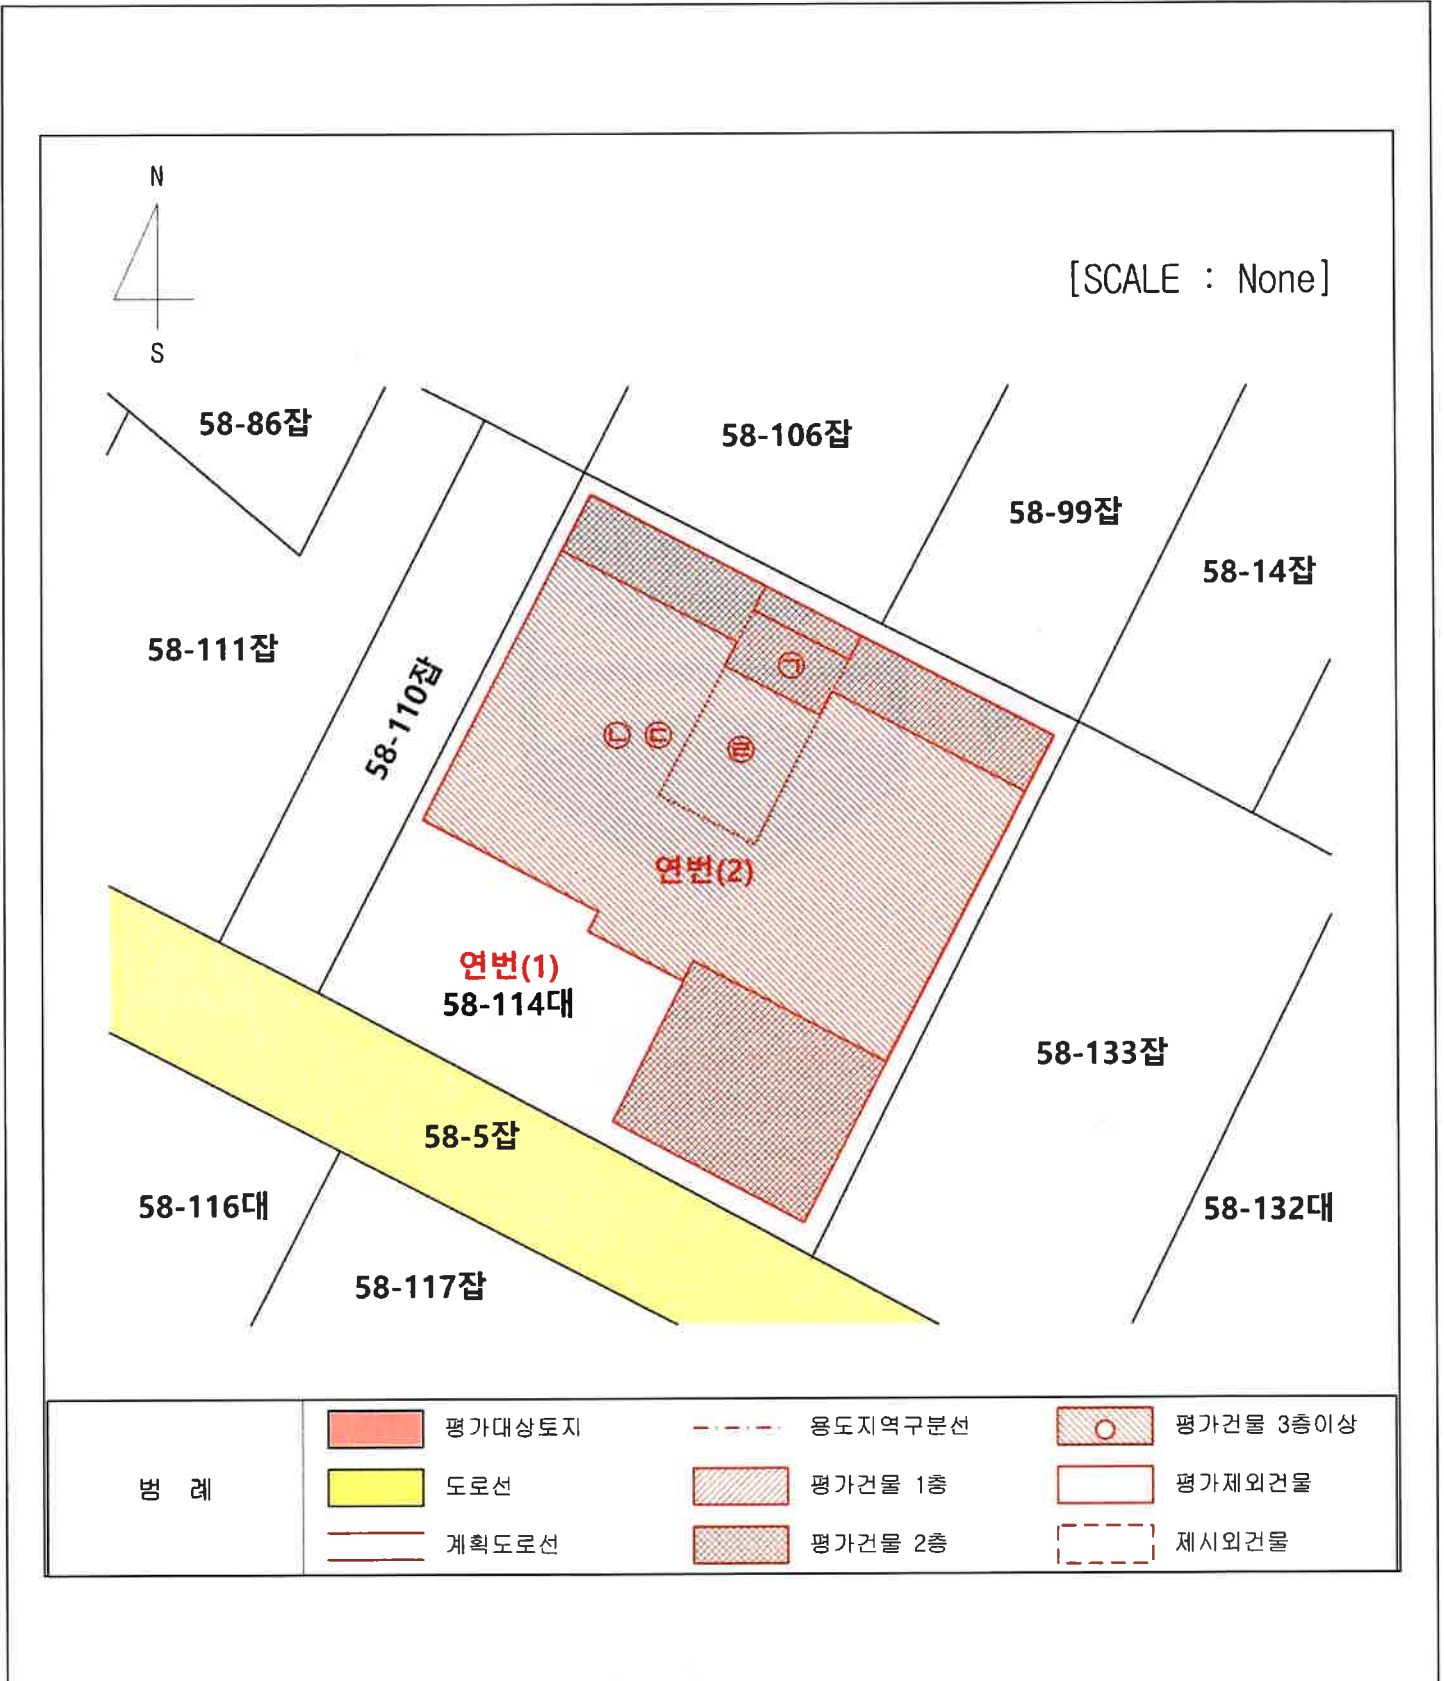 N
S
[SCALE : None]
58-86잡
58-106잡
58-99잡
58-14잡
58-111잡
58-110잡
㉠
㉡ ㉢ ㉣
연번(2)
연번(1)
58-114대
58-133잡
58-5잡
58-116대
58-132대
58-117잡
범 례
평가대상토지
용도지역구분선
평가건물 3층이상
도로선
평가건물 1층
평가제외건물
계획도로선
평가건물 2층
제시외건물